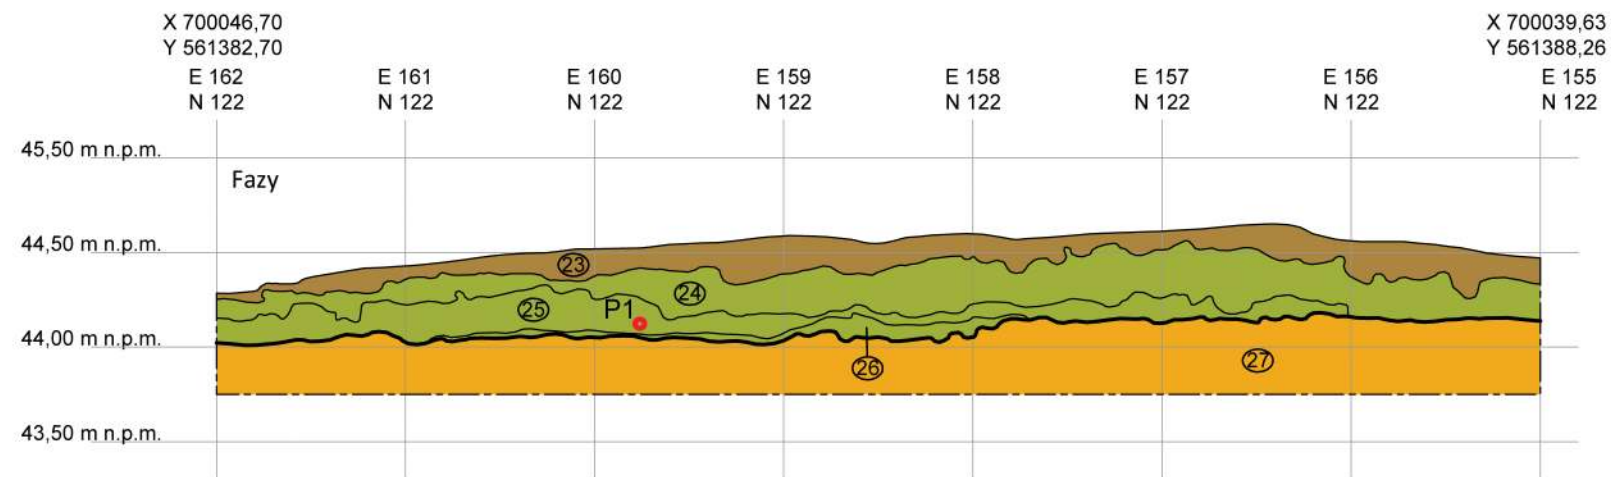 X 700046,70
Y 561382,70
X 700039,63
Y 561388,26
E 162
N 122
E 161
N 122
E 160
N 122
E 159
N 122
E 158
N 122
E 157
N 122
E 156
N 122
E 155
N 122
45,50 m n.p.m.
Fazy
44,50 m n.p.m.
23
24
25
P1
44,00 m n.p.m.
26
27
43,50 m n.p.m.